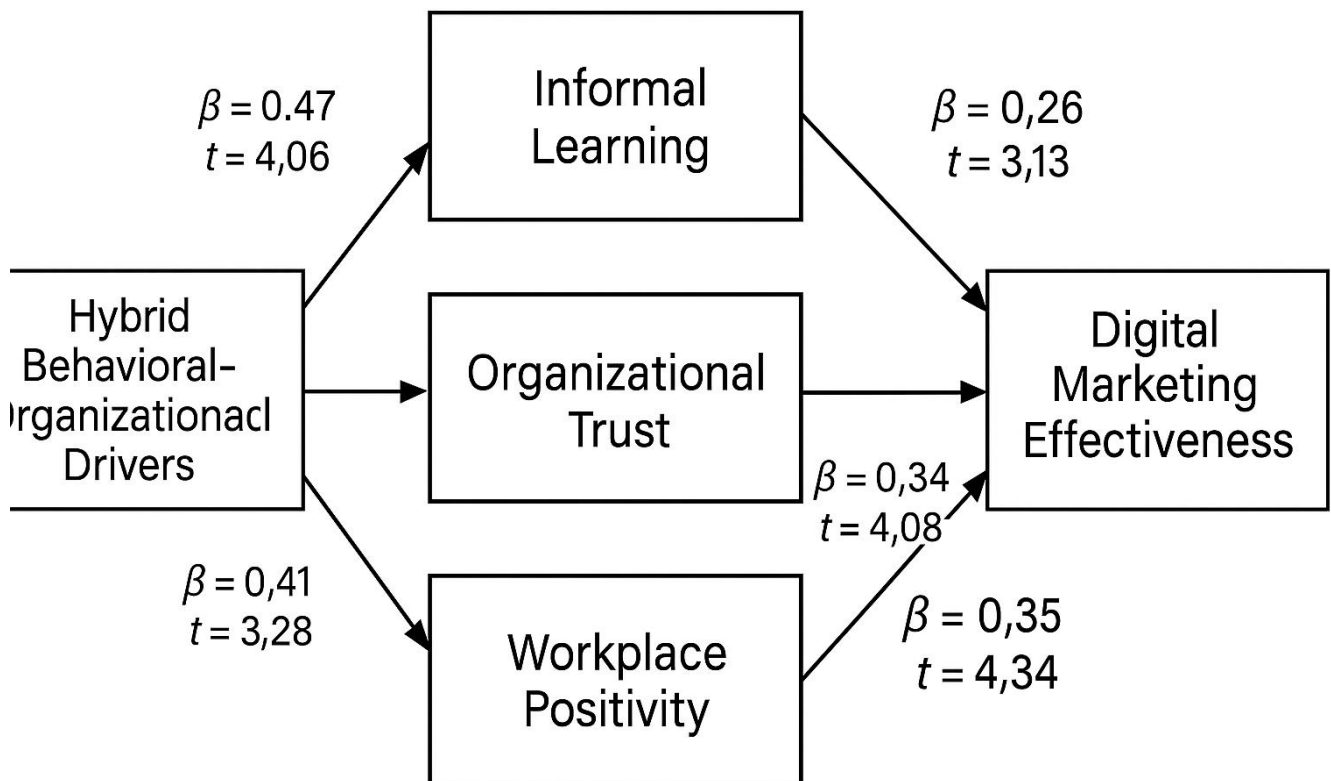 β = 0.47
t = 4,06
Informal
Learning
β = 0,26
t = 3,13
Hybrid
Behavioral-
rganizationacl
Drivers
Organizational
Trust
Digital
Marketing
Effectiveness
β = 0,34
t = 4,08
β = 0,41
t = 3,28
Workplace
Positivity
β = 0,35
t = 4,34